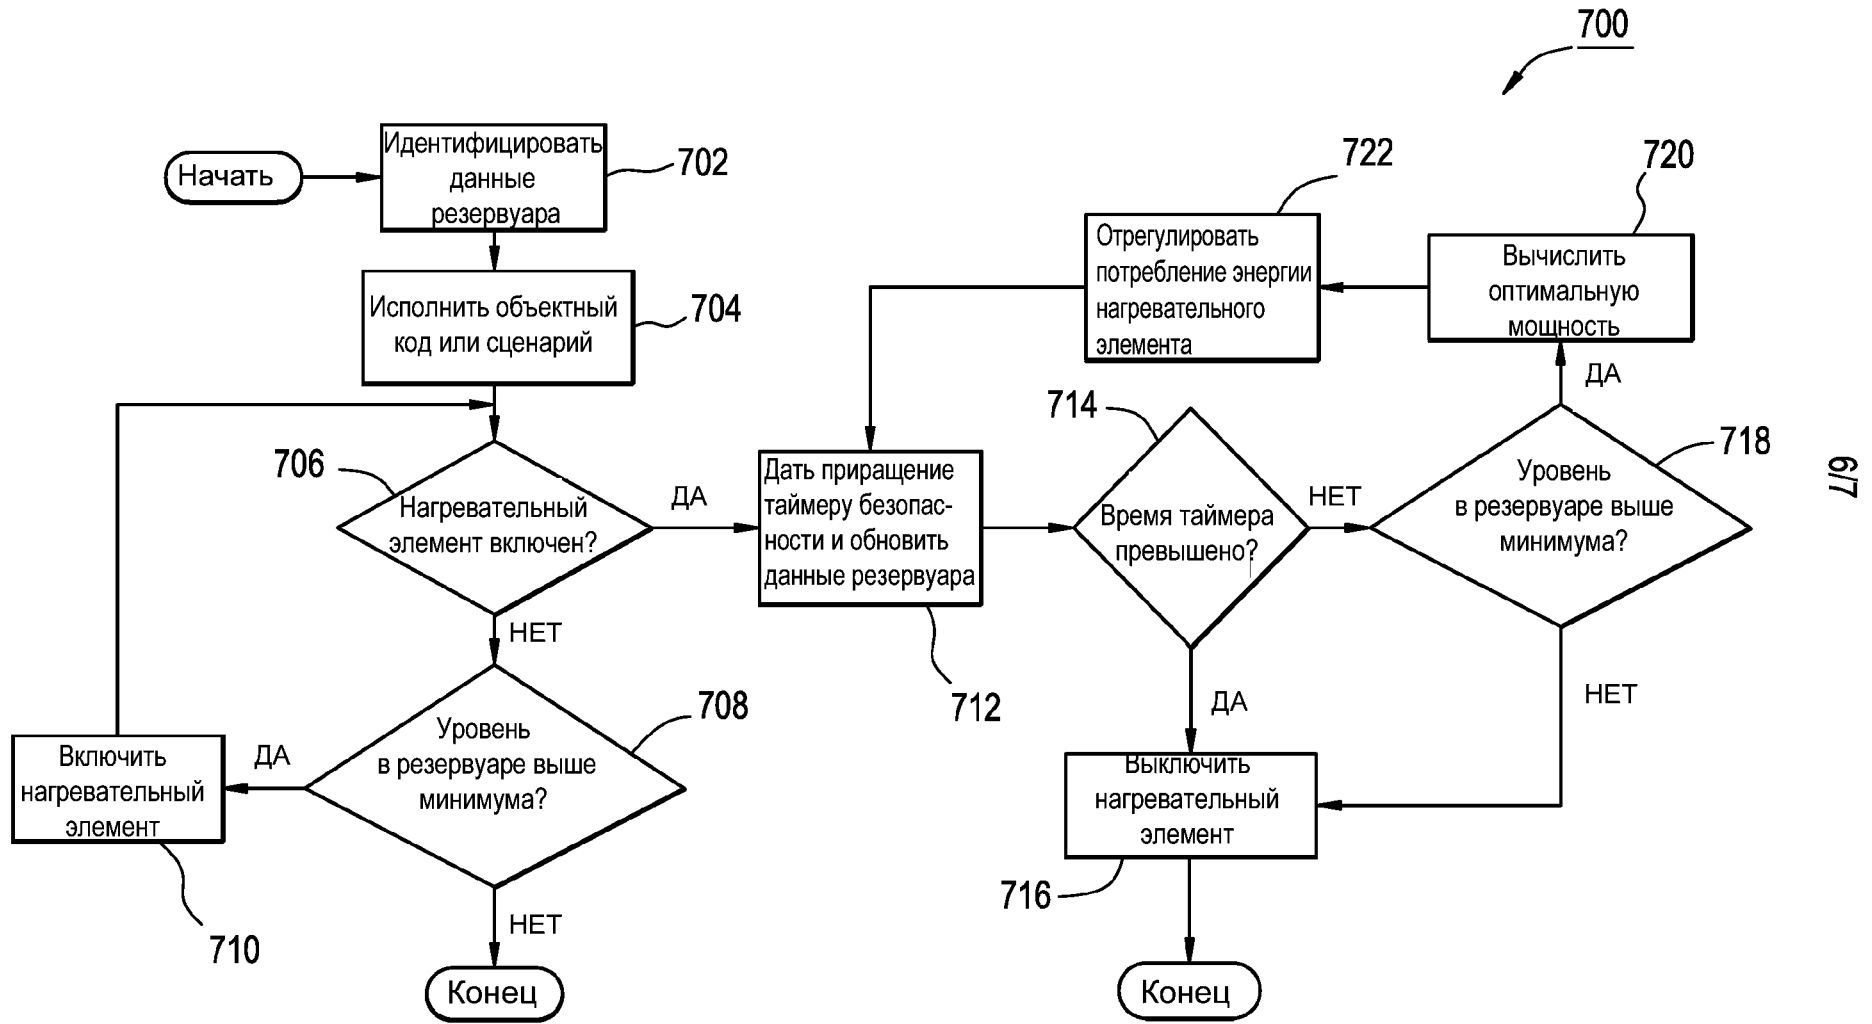 700
Начать
Идентифицировать
данные
резервуара
702
Исполнить объектный
код или сценарий
704
706
Нагревательный
элемент включен?
ДА
НЕТ
Уровень
в резервуаре выше
минимума?
708
ДА
Включить
нагревательный
элемент
710
НЕТ
Конец
Дать приращение
таймеру безопас-
ности и обновить
данные резервуара
712
714
Время таймера
превышено?
НЕТ
ДА
Выключить
нагревательный
элемент
716
Конец
Уровень
в резервуаре выше
минимума?
718
НЕТ
ДА
Вычислить
оптимальную
мощность
720
Отрегулировать
потребление энергии
нагревательного
элемента
722
6/7